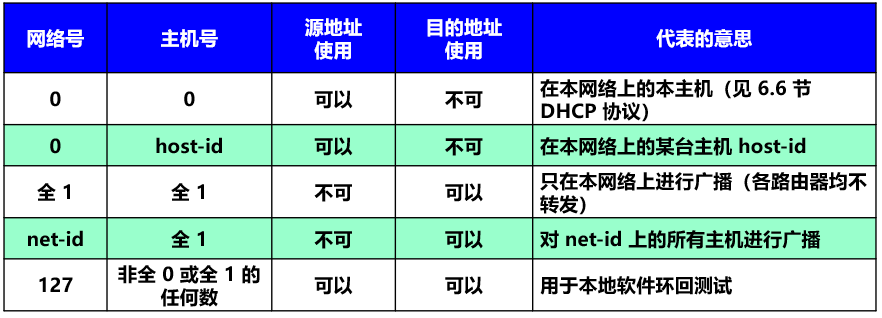 网络号 主机号 源地址 目的地址 代表的意思
使用 使用
0 0 可以 不可 在本网络上的本主机（见 6.6 节
DHCP 协议）
0 host-id 可以 不可 在本网络上的某台主机 host-id
全 1 全 1 不可 可以 只在本网络上进行广播（各路由器均不
转发）
net-id 全 1 不可 可以 对 net-id 上的所有主机进行广播
127 非全 0 或全 1 的 可以 可以 用于本地软件环回测试
任何数